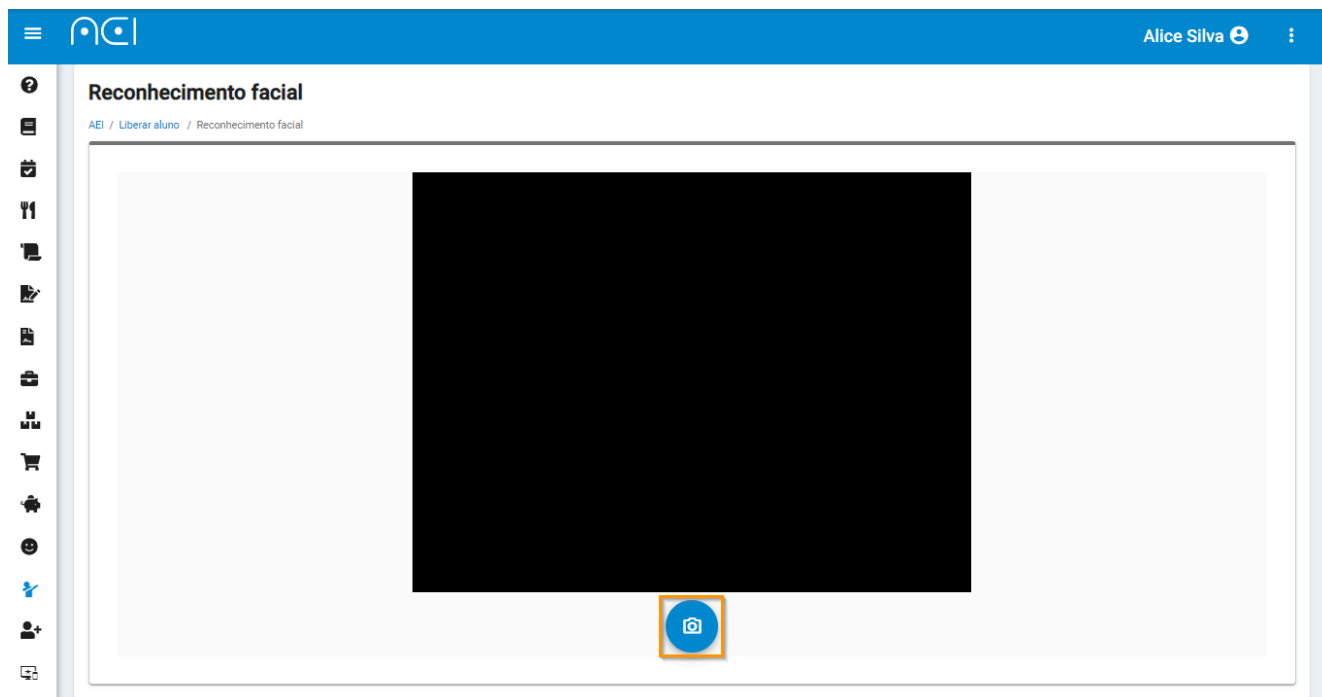 AEI
Alice Silva
Reconhecimento facial
AEI / Liberar aluno / Reconhecimento facial